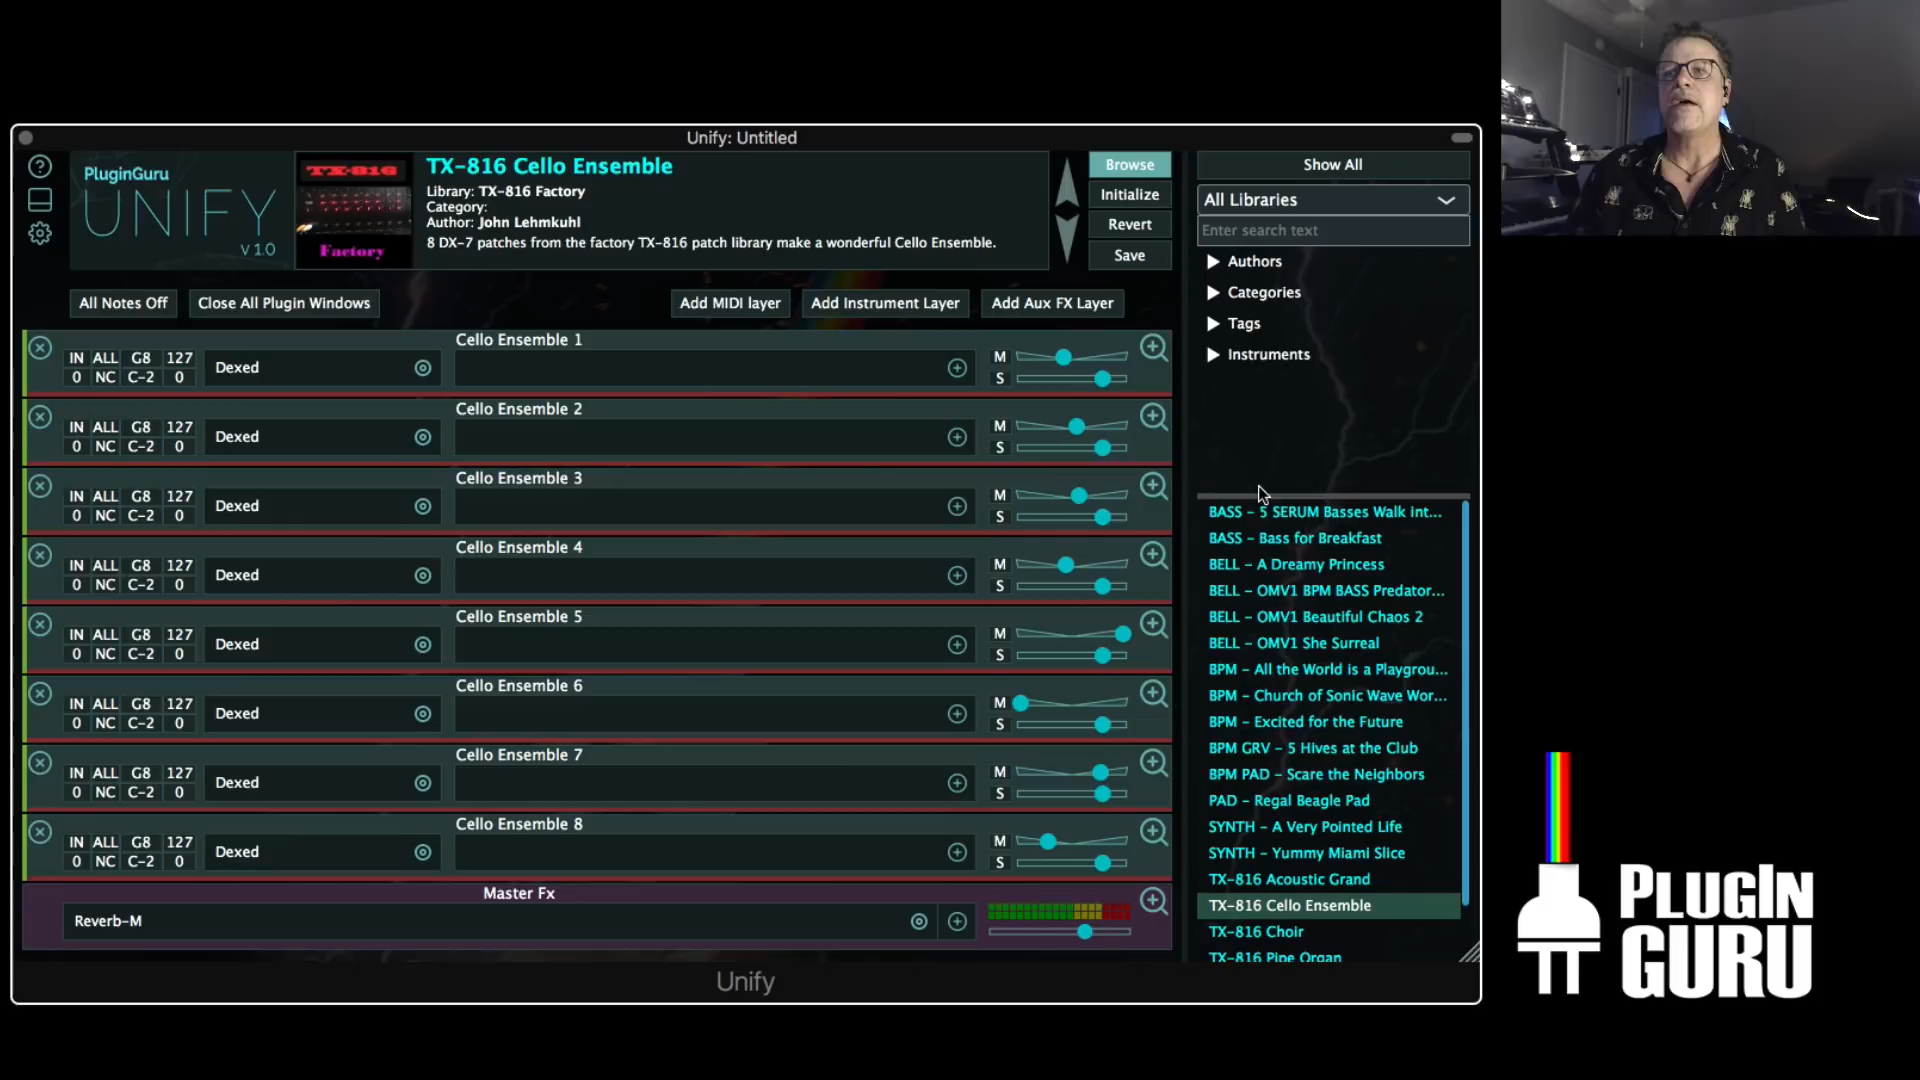 Unify: Untitled
PluginGuru
UNIFY
v 1.0
TX-816
Factory
TX-816 Cello Ensemble
Library: TX-816 Factory
Category:
Author: John Lehmkuhl
8 DX-7 patches from the factory TX-816 patch library make a wonderful Cello Ensemble.
Browse
Initialize
Revert
Save
All Notes Off
Close All Plugin Windows
Add MIDI layer
Add Instrument Layer
Add Aux FX Layer
Cello Ensemble 1
IN ALL G8 127
0 NC C-2 0
Dexed
M
S
Cello Ensemble 2
IN ALL G8 127
0 NC C-2 0
Dexed
M
S
Cello Ensemble 3
IN ALL G8 127
0 NC C-2 0
Dexed
M
S
Cello Ensemble 4
IN ALL G8 127
0 NC C-2 0
Dexed
M
S
Cello Ensemble 5
IN ALL G8 127
0 NC C-2 0
Dexed
M
S
Cello Ensemble 6
IN ALL G8 127
0 NC C-2 0
Dexed
M
S
Cello Ensemble 7
IN ALL G8 127
0 NC C-2 0
Dexed
M
S
Cello Ensemble 8
IN ALL G8 127
0 NC C-2 0
Dexed
M
S
Master Fx
Reverb-M
Unify
Show All
All Libraries
Enter search text
Authors
Categories
Tags
Instruments
BASS - 5 SERUM Basses Walk int...
BASS - Bass for Breakfast
BELL - A Dreamy Princess
BELL - OMV1 BPM BASS Predator...
BELL - OMV1 Beautiful Chaos 2
BELL - OMV1 She Surreal
BPM - All the World is a Playgrou...
BPM - Church of Sonic Wave Wor...
BPM - Excited for the Future
BPM GRV - 5 Hives at the Club
BPM PAD - Scare the Neighbors
PAD - Regal Beagle Pad
SYNTH - A Very Pointed Life
SYNTH - Yummy Miami Slice
TX-816 Acoustic Grand
TX-816 Cello Ensemble
TX-816 Choir
TX-816 Pipe Organ
PLUGIN
GURU